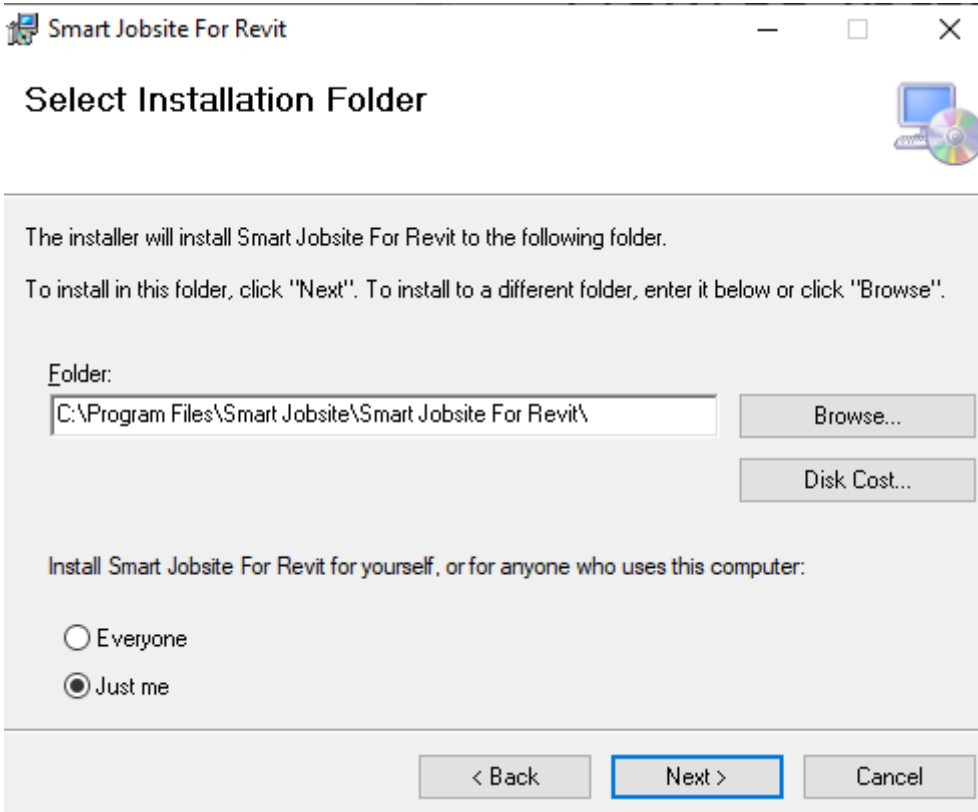 Smart Jobsite For Revit
Select Installation Folder
The installer will install Smart Jobsite For Revit to the following folder.
To install in this folder, click "Next". To install to a different folder, enter it below or click "Browse".
Folder:
C:\Program Files\Smart Jobsite\Smart Jobsite For Revit\
Browse...
Disk Cost...
Install Smart Jobsite For Revit for yourself, or for anyone who uses this computer:
Everyone
Just me
< Back
Next >
Cancel